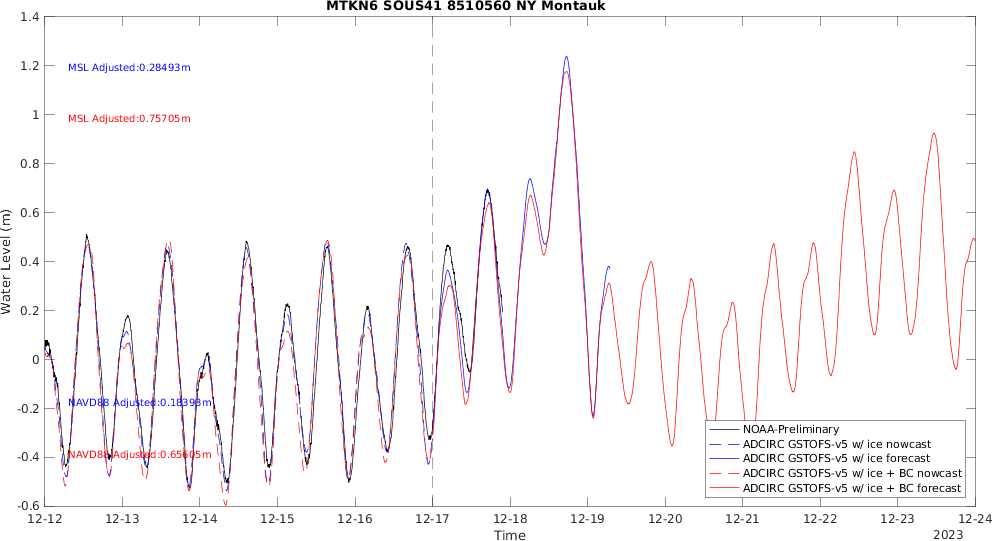 MTKN6 SOUS41 8510560 NY Montauk
1.4
1.2
1
0.8
0.6
0.4
0.2
0
-0.2
-0.4
-0.6
Water Level (m)
MSL Adjusted:0.28493m
MSL Adjusted:0.75705m
NAVD88 Adjusted:0.18393m
NAVD88 Adjusted:0.65605m
NOAA-Preliminary
ADCIRC GSTOFS-v5 w/ ice nowcast
ADCIRC GSTOFS-v5 w/ ice forecast
ADCIRC GSTOFS-v5 w/ ice + BC nowcast
ADCIRC GSTOFS-v5 w/ ice + BC forecast
12-12 12-13 12-14 12-15 12-16 12-17 12-18 12-19 12-20 12-21 12-22 12-23 12-24
Time
2023